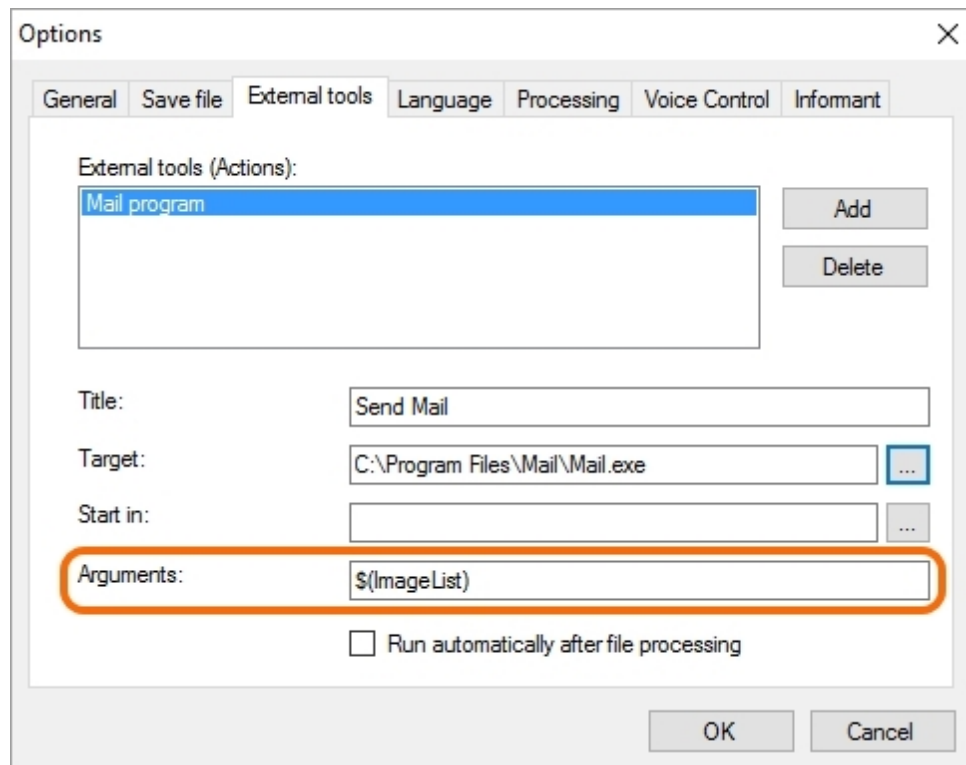 Options
General Save file External tools Language Processing Voice Control Informant
External tools (Actions):
Mail program
Add
Delete
Title: Send Mail
Target: C:\Program Files\Mail\Mail.exe ...
Start in: ...
Arguments: $(ImageList)
Run automatically after file processing
OK Cancel